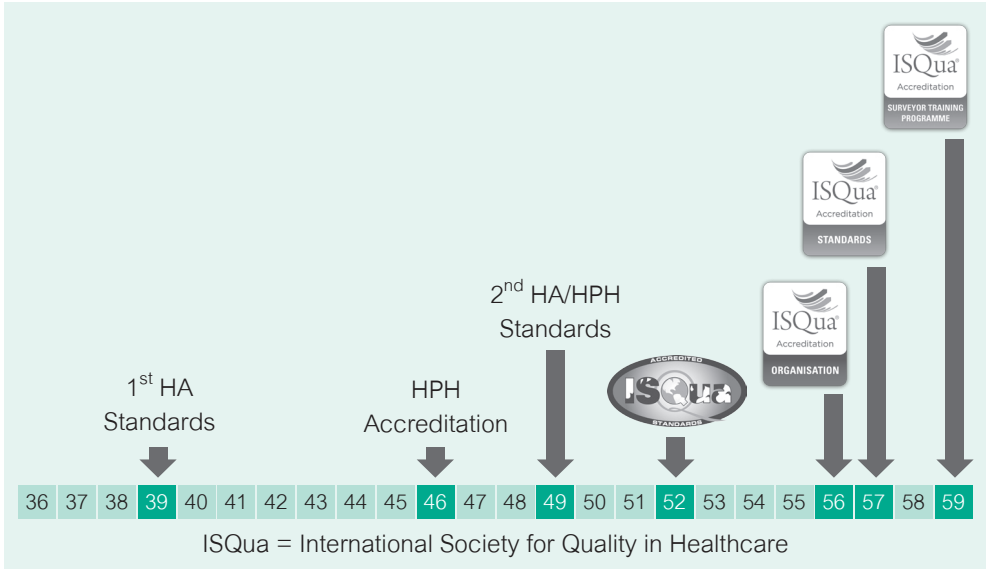 ISQua®
Accreditation
SURVEYOR TRAINING
PROGRAMME
ISQua®
Accreditation
STANDARDS
2nd HA/HPH
Standards
ISQua®
Accreditation
ORGANISATION
ACCREDITED
ISQua
STANDARDS
1st HA
Standards
HPH
Accreditation
36 37 38 39 40 41 42 43 44 45 46 47 48 49 50 51 52 53 54 55 56 57 58 59
ISQua = International Society for Quality in Healthcare